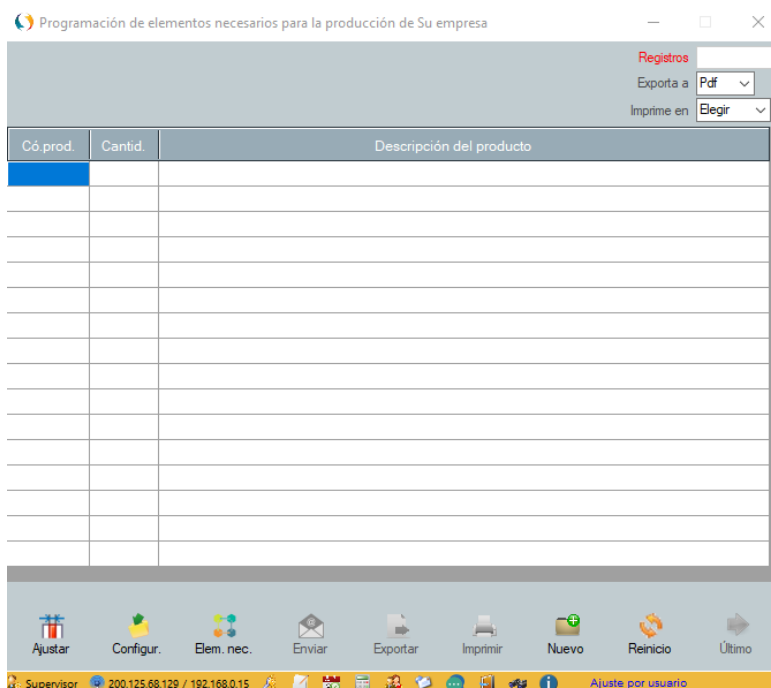 Programación de elementos necesarios para la producción de Su empresa
Registros
Exporta a Pdf
Imprime en Elegir
Có.prod. Cantid. Descripción del producto
Ajustar Configur. Elem. nec. Enviar Exportar Imprimir Nuevo Reinicio Último
Supervisor 200.125.68.129 / 192.168.0.15 Ajuste por usuario